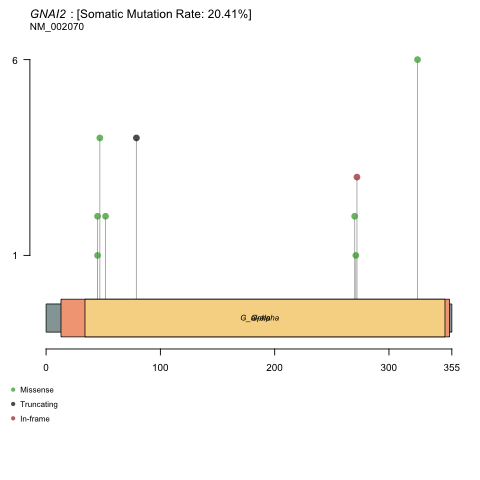 GNAI2 : [Somatic Mutation Rate: 20.41%]
NM_002070
6
1
0 100 200 300 355
Missense
Truncating
In-frame